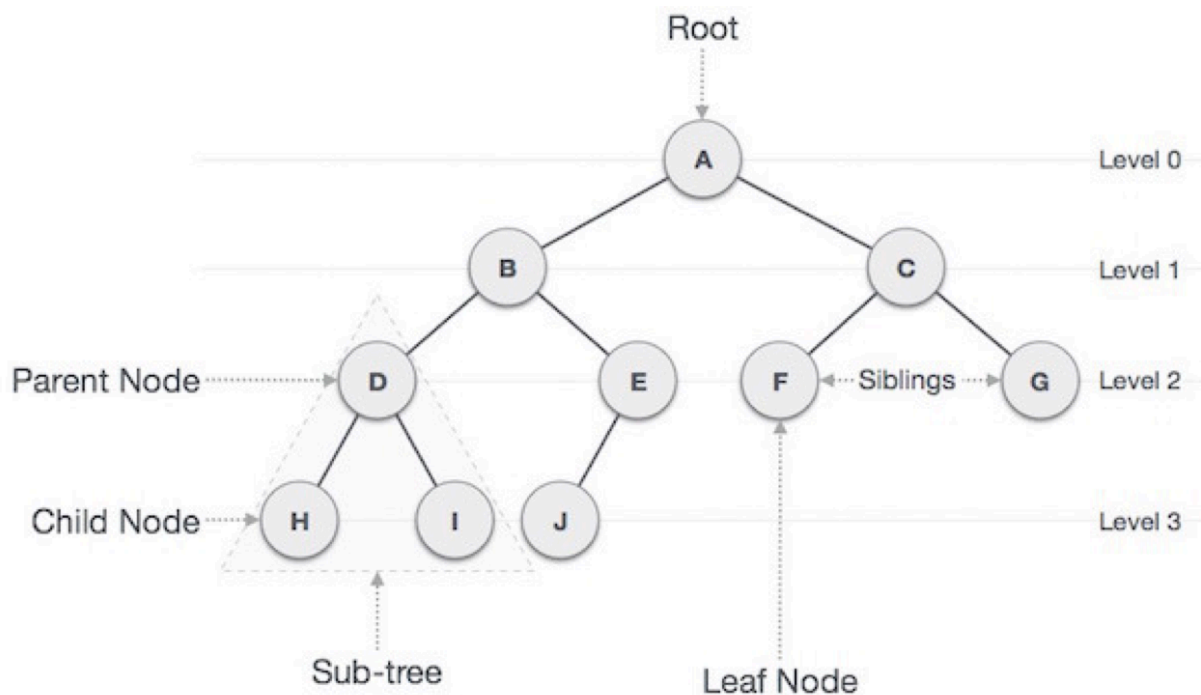 Root
A
Level 0
B
C
Level 1
Parent Node
D
E
F
Siblings
G
Level 2
Child Node
H
I
J
Level 3
Sub-tree
Leaf Node